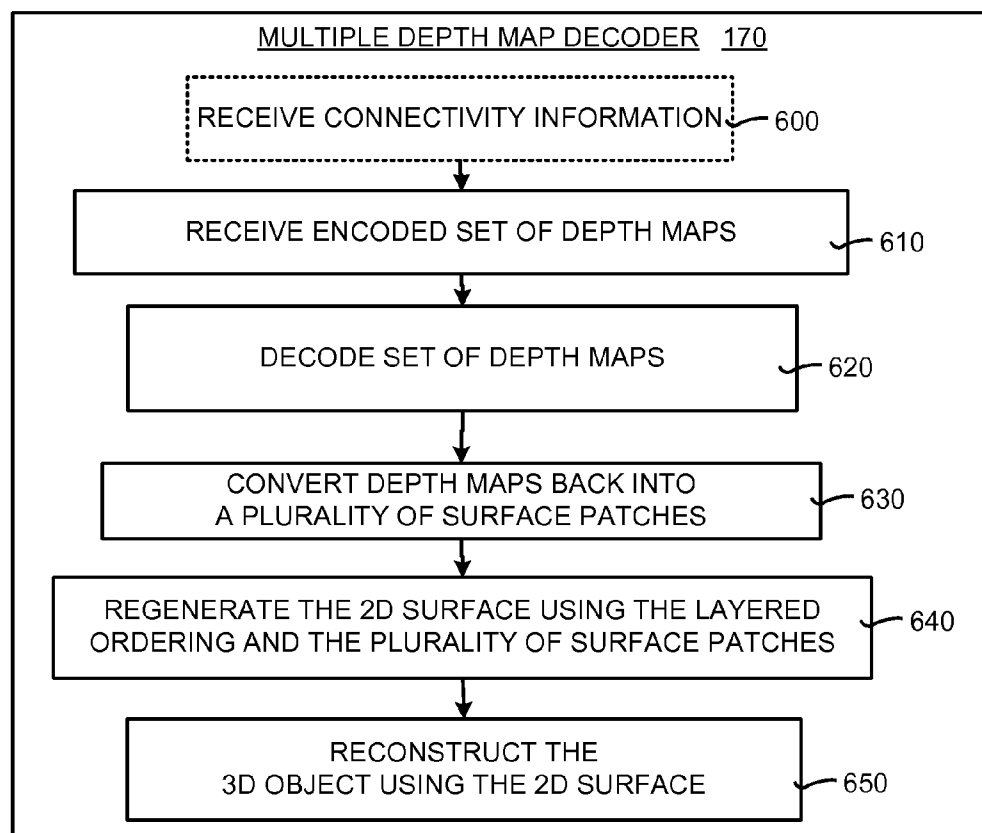 MULTIPLE DEPTH MAP DECODER 170
RECEIVE CONNECTIVITY INFORMATION
600
RECEIVE ENCODED SET OF DEPTH MAPS
610
DECODE SET OF DEPTH MAPS
620
CONVERT DEPTH MAPS BACK INTO
A PLURALITY OF SURFACE PATCHES
630
REGENERATE THE 2D SURFACE USING THE LAYERED
ORDERING AND THE PLURALITY OF SURFACE PATCHES
640
RECONSTRUCT THE
3D OBJECT USING THE 2D SURFACE
650